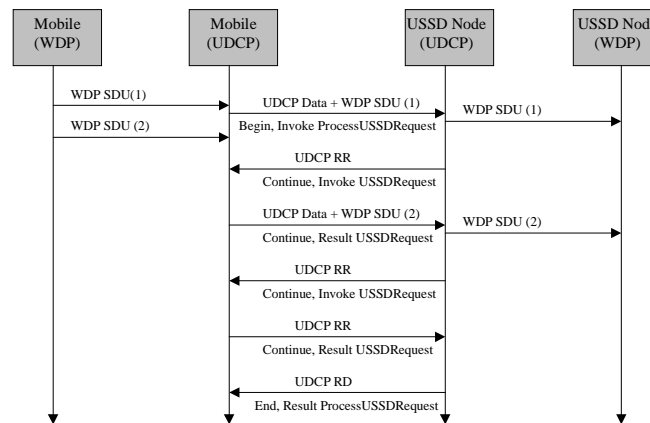 Mobile
(WDP)
Mobile
(UDCP)
USSD Node
(UDCP)
USSD Nod
(WDP)
WDP SDU(1)
UDCP Data + WDP SDU (1)
WDP SDU (1)
WDP SDU (2)
Begin, Invoke ProcessUSSDRequest
UDCP RR
Continue, Invoke USSDRequest
UDCP Data + WDP SDU (2)
WDP SDU (2)
Continue, Result USSDRequest
UDCP RR
Continue, Invoke USSDRequest
UDCP RR
Continue, Result USSDRequest
UDCP RD
End, Result ProcessUSSDRequest